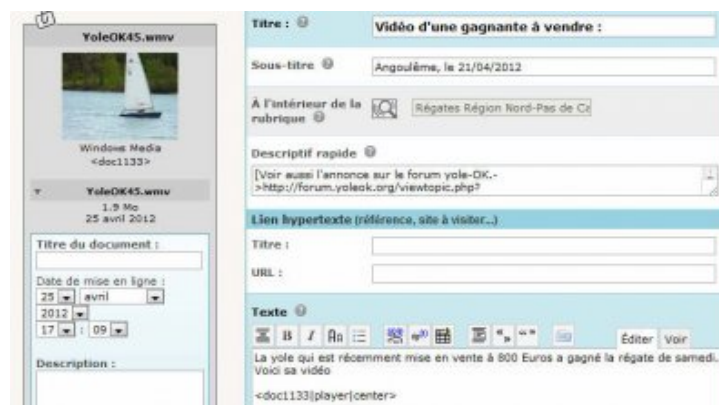 YoleOK45.wmv
Windows Media
<doc1133>
YoleOK45.wmv
1.9 Mo
25 avril 2012
Titre du document :
Date de mise en ligne :
25 avril
2012
17 : 09
Description :
Titre :
Vidéo d'une gagnante à vendre :
Sous-titre
Angoulême, le 21/04/2012
À l'intérieur de la
rubrique
Régates Région Nord-Pas de Ca
Descriptif rapide
[Voir aussi l'annonce sur le forum yole-OK.-
>http://forum.yoleok.org/viewtopic.php?
Lien hypertexte (référence, site à visiter...)
Titre :
URL :
Texte
B I
Éditer Voir
La yole qui est récemment mise en vente à 800 Euros a gagné la régate de samedi.
Voici sa vidéo
<doc1133|player|center>